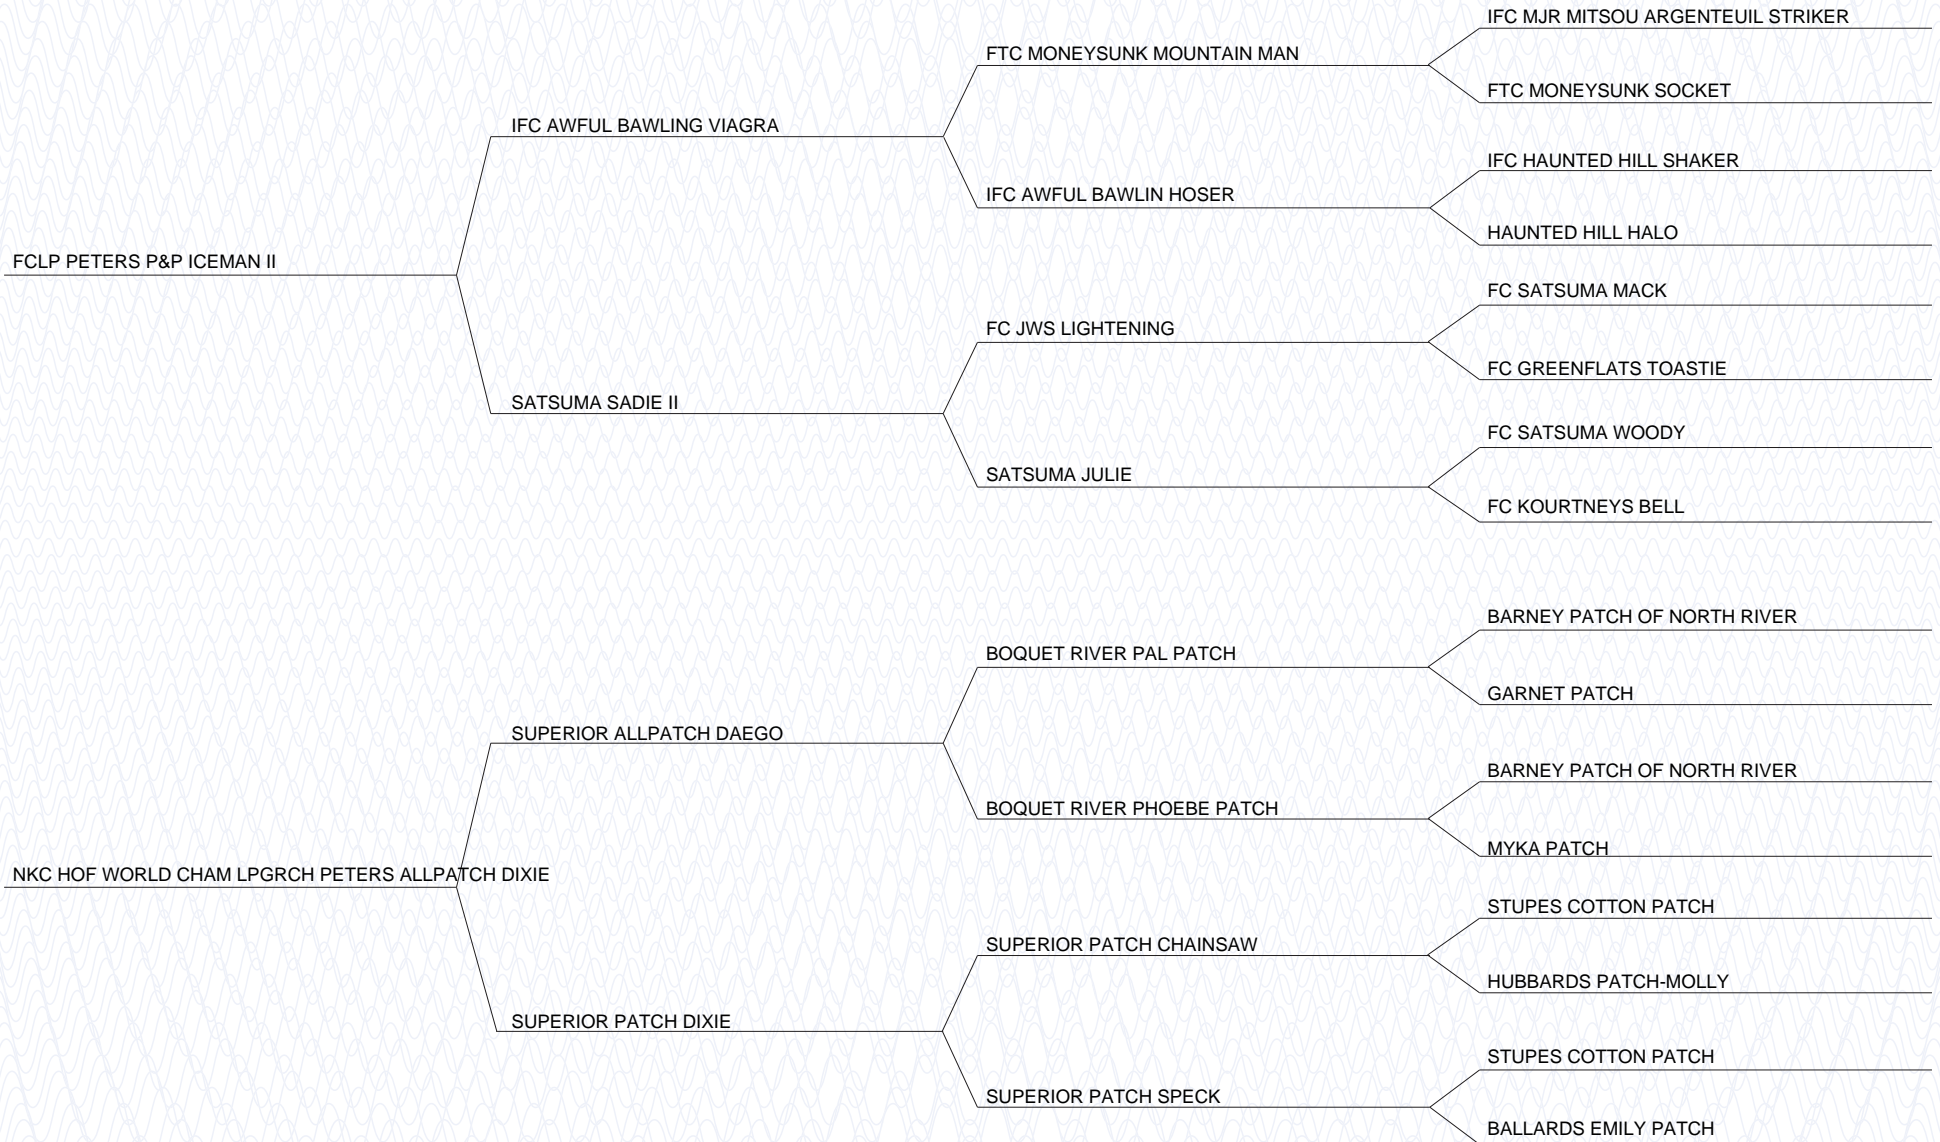 IFC MJR MITSOU ARGENTEUIL STRIKER
FTC MONEYSUNK MOUNTAIN MAN
FTC MONEYSUNK SOCKET
IFC AWFUL BAWLING VIAGRA
IFC HAUNTED HILL SHAKER
IFC AWFUL BAWLIN HOSER
HAUNTED HILL HALO
FCLP PETERS P&P ICEMAN II
FC SATSUMA MACK
FC JWS LIGHTENING
FC GREENFLATS TOASTIE
SATSUMA SADIE II
FC SATSUMA WOODY
SATSUMA JULIE
FC KOURTNEYS BELL
BARNEY PATCH OF NORTH RIVER
BOQUET RIVER PAL PATCH
GARNET PATCH
SUPERIOR ALLPATCH DAEGO
BARNEY PATCH OF NORTH RIVER
BOQUET RIVER PHOEBE PATCH
MYKA PATCH
NKC HOF WORLD CHAM LPGRCH PETERS ALLPATCH DIXIE
STUPES COTTON PATCH
SUPERIOR PATCH CHAINSAW
HUBBARDS PATCH-MOLLY
SUPERIOR PATCH DIXIE
STUPES COTTON PATCH
SUPERIOR PATCH SPECK
BALLARDS EMILY PATCH